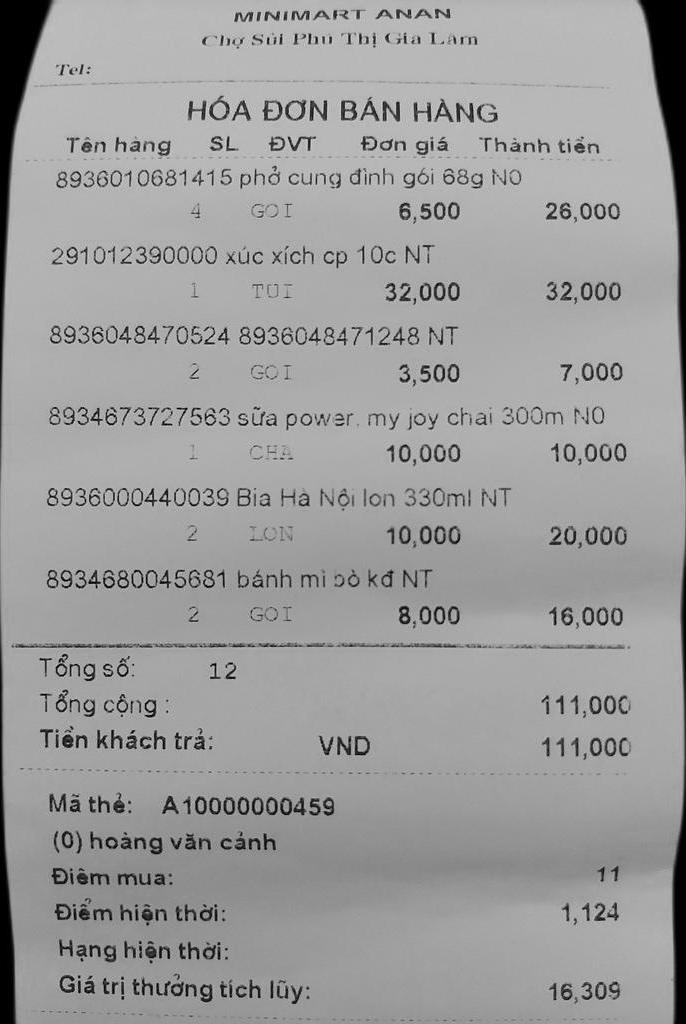 MINIMART ANAN
Chợ Sủi Phú Thị Gia Lâm
Tel:
HÓA ĐƠN BÁN HÀNG
Tên hàng SL ĐVT Đơn giá Thành tiền
8936010681415 phở cung đình gói 68g N0
4 GOI 6,500 26,000
291012390000 xúc xích cp 10c NT
1 TUI 32,000 32,000
8936048470524 8936048471248 NT
2 GOI 3,500 7,000
8934673727563 sữa power, my joy chai 300m N0
1 CHA 10,000 10,000
8936000440039 Bia Hà Nội lon 330ml NT
2 LON 10,000 20,000
8934680045681 bánh mì bò kđ NT
2 GOI 8,000 16,000
Tổng số: 12
Tổng cộng : 111,000
Tiền khách trả: VND 111,000
Mã thẻ: A10000000459
(0) hoàng văn cảnh
Điểm mua: 11
Điểm hiện thời: 1,124
Hạng hiện thời:
Giá trị thưởng tích lũy: 16,309